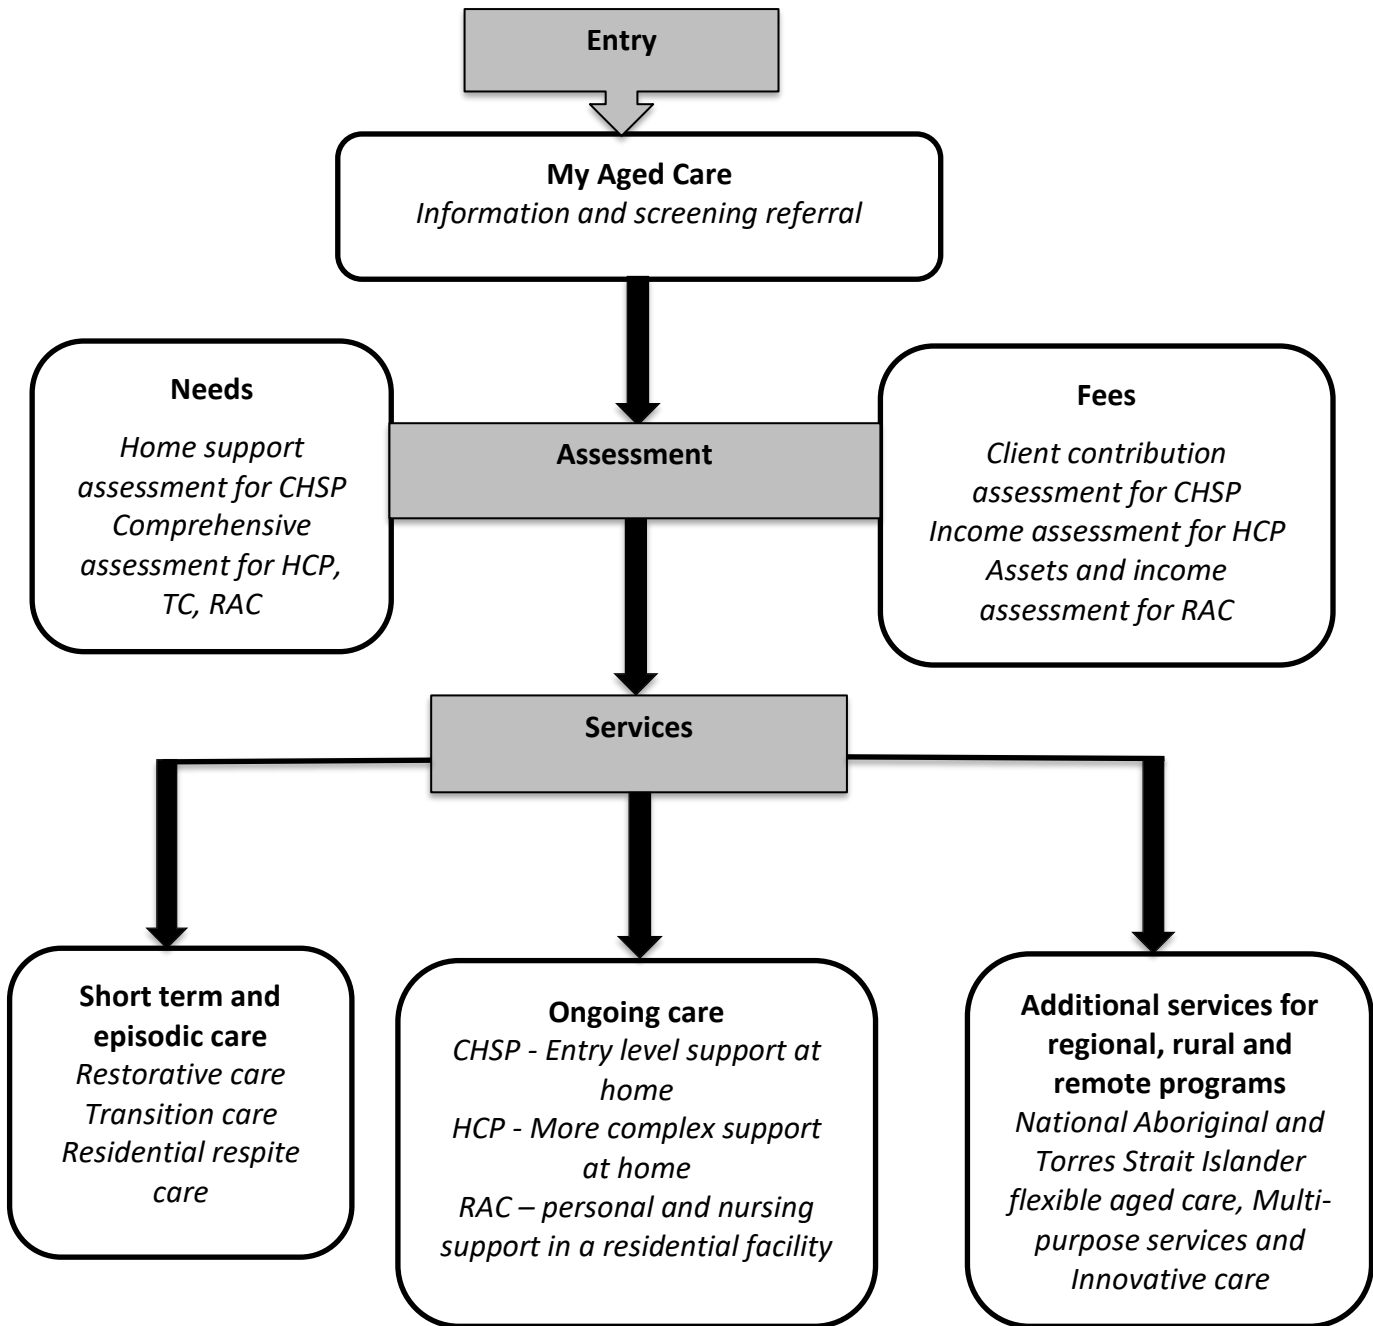 Entry
My Aged Care
Information and screening referral
Needs
Home support
assessment for CHSP
Comprehensive
assessment for HCP,
TC, RAC
Assessment
Fees
Client contribution
assessment for CHSP
Income assessment for HCP
Assets and income
assessment for RAC
Services
Short term and
episodic care
Restorative care
Transition care
Residential respite
care
Ongoing care
CHSP - Entry level support at
home
HCP - More complex support
at home
RAC – personal and nursing
support in a residential facility
Additional services for
regional, rural and
remote programs
National Aboriginal and
Torres Strait Islander
flexible aged care, Multi-
purpose services and
Innovative care